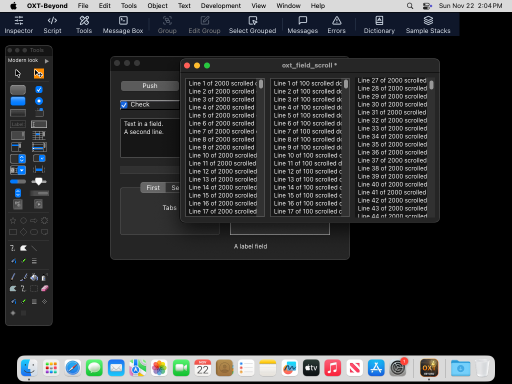 OXT-Beyond File Edit Tools Object Text Development View Window Help Sun Nov 22 2:04 PM
Inspector Script Tools Message Box Group Edit Group Select Grouped Messages Errors Dictionary Sample Stacks
Tools
Modern look
Push
Check
Text in a field.
A second line.
First Se
Tabs
A label field
oxt_field_scroll *
Line 1 of 2000 scrolled
Line 2 of 2000 scrolled
Line 3 of 2000 scrolled
Line 4 of 2000 scrolled
Line 5 of 2000 scrolled
Line 6 of 2000 scrolled
Line 7 of 2000 scrolled
Line 8 of 2000 scrolled
Line 9 of 2000 scrolled
Line 10 of 2000 scrolled
Line 11 of 2000 scrolled
Line 12 of 2000 scrolled
Line 13 of 2000 scrolled
Line 14 of 2000 scrolled
Line 15 of 2000 scrolled
Line 16 of 2000 scrolled
Line 17 of 2000 scrolled
Line 1 of 100 scrolled d
Line 2 of 100 scrolled d
Line 3 of 100 scrolled d
Line 4 of 100 scrolled d
Line 5 of 100 scrolled d
Line 6 of 100 scrolled d
Line 7 of 100 scrolled d
Line 8 of 100 scrolled d
Line 9 of 100 scrolled d
Line 10 of 100 scrolled
Line 11 of 100 scrolled
Line 12 of 100 scrolled
Line 13 of 100 scrolled
Line 14 of 100 scrolled
Line 15 of 100 scrolled
Line 16 of 100 scrolled
Line 17 of 100 scrolled
Line 27 of 2000 scrolled
Line 28 of 2000 scrolled
Line 29 of 2000 scrolled
Line 30 of 2000 scrolled
Line 31 of 2000 scrolled
Line 32 of 2000 scrolled
Line 33 of 2000 scrolled
Line 34 of 2000 scrolled
Line 35 of 2000 scrolled
Line 36 of 2000 scrolled
Line 37 of 2000 scrolled
Line 38 of 2000 scrolled
Line 39 of 2000 scrolled
Line 40 of 2000 scrolled
Line 41 of 2000 scrolled
Line 42 of 2000 scrolled
Line 43 of 2000 scrolled
Line 44 of 2000 scrolled
22
tv
OXT